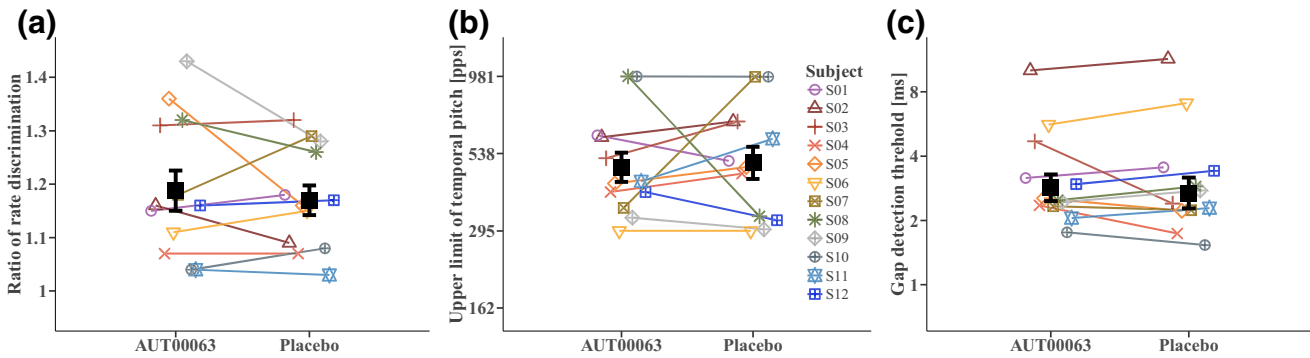 (a)
Ratio of rate discrimination
1.4
1.3
1.2
1.1
1
AUT00063
Placebo
(b)
Upper limit of temporal pitch [pps]
981
538
295
162
AUT00063
Placebo
Subject
S01
S02
S03
S04
S05
S06
S07
S08
S09
S10
S11
S12
(c)
Gap detection threshold [ms]
8
4
2
1
AUT00063
Placebo